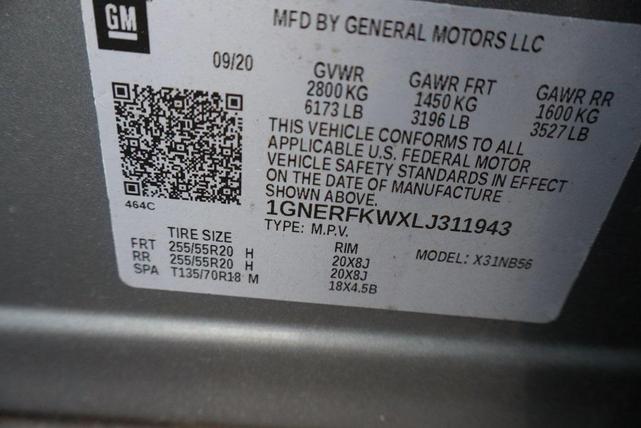 GM
MFD BY GENERAL MOTORS LLC
09/20
GVWR GAWR FRT GAWR RR
2800 KG 1450 KG 1600 KG
6173 LB 3196 LB 3527 LB
THIS VEHICLE CONFORMS TO ALL
APPLICABLE U.S. FEDERAL MOTOR
VEHICLE SAFETY STANDARDS IN EFFECT
ON THE DATE OF MANUFACTURE
SHOWN ABOVE.
464C
1GNERFKWXLJ311943
TYPE: M.P.V.
MODEL: X31NB56
TIRE SIZE RIM
FRT 255/55R20 H 20X8J
RR 255/55R20 H 20X8J
SPA T135/70R18 M 18X4.5B